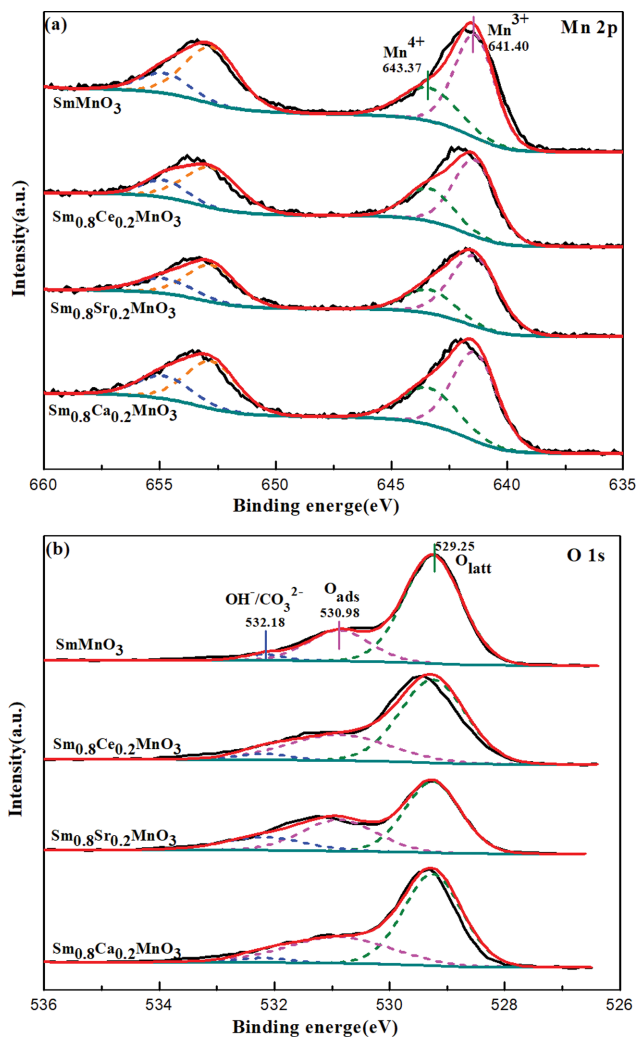 (a)
Mn 2p
Mn⁴⁺
643.37
Mn³⁺
641.40
SmMnO₃
Sm₀.₈Ce₀.₂MnO₃
Sm₀.₈Sr₀.₂MnO₃
Sm₀.₈Ca₀.₂MnO₃
Intensity(a.u.)
660 655 650 645 640 635
Binding energe(eV)
(b)
O 1s
529.25
Olatt
Oads
530.98
OH⁻/CO₃²⁻
532.18
SmMnO₃
Sm₀.₈Ce₀.₂MnO₃
Sm₀.₈Sr₀.₂MnO₃
Sm₀.₈Ca₀.₂MnO₃
Intensity(a.u.)
536 534 532 530 528 526
Binding energe(eV)